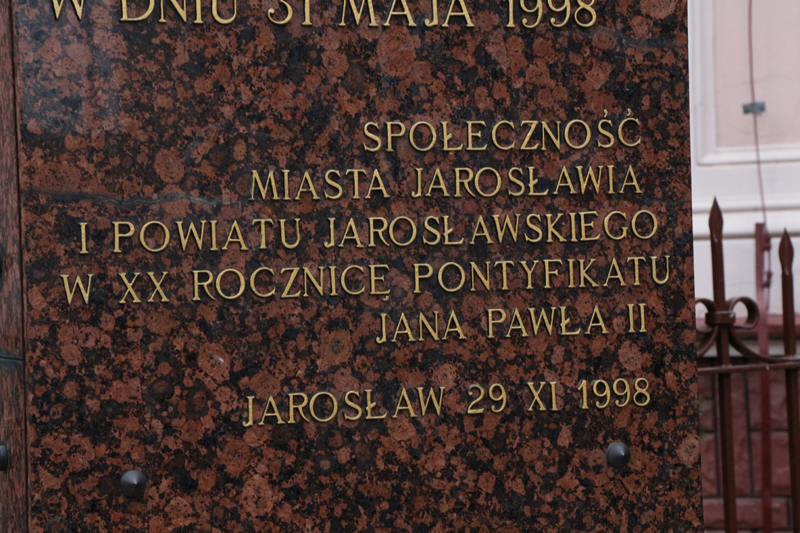 W DNIU 31 MAJA 1998
SPOŁECZNOŚĆ
MIASTA JAROSŁAWIA
I POWIATU JAROSŁAWSKIEGO
W XX ROCZNICĘ PONTYFIKATU
JANA PAWŁA II
JAROSŁAW 29 XI 1998